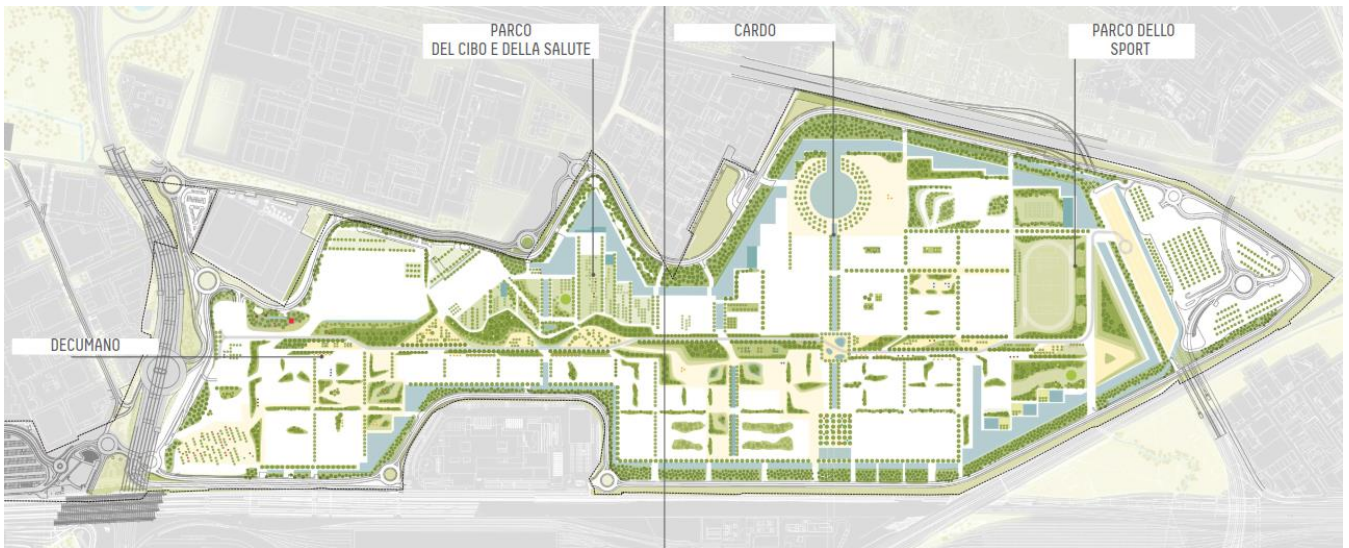 PARCO
DEL CIBO E DELLA SALUTE
CARDO
PARCO DELLO
SPORT
DECUMANO